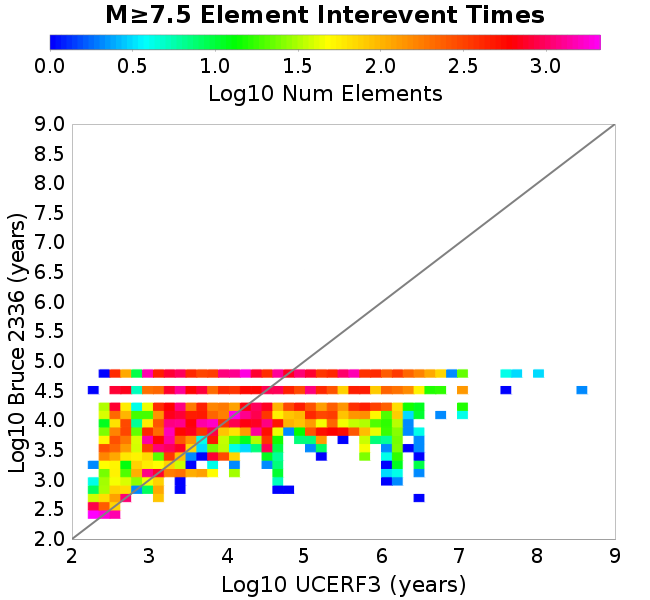 M≥7.5 Element Interevent Times
0.0 0.5 1.0 1.5 2.0 2.5 3.0
Log10 Num Elements
9.0
8.5
8.0
7.5
7.0
6.5
6.0
5.5
5.0
4.5
4.0
3.5
3.0
2.5
2.0
Log10 Bruce 2336 (years)
2 3 4 5 6 7 8 9
Log10 UCERF3 (years)